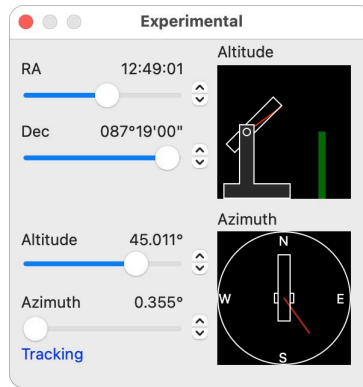 Experimental
RA 12:49:01
Dec 087°19'00"
Altitude 45.011°
Azimuth 0.355°
Tracking
Altitude
Azimuth
N
W E
S